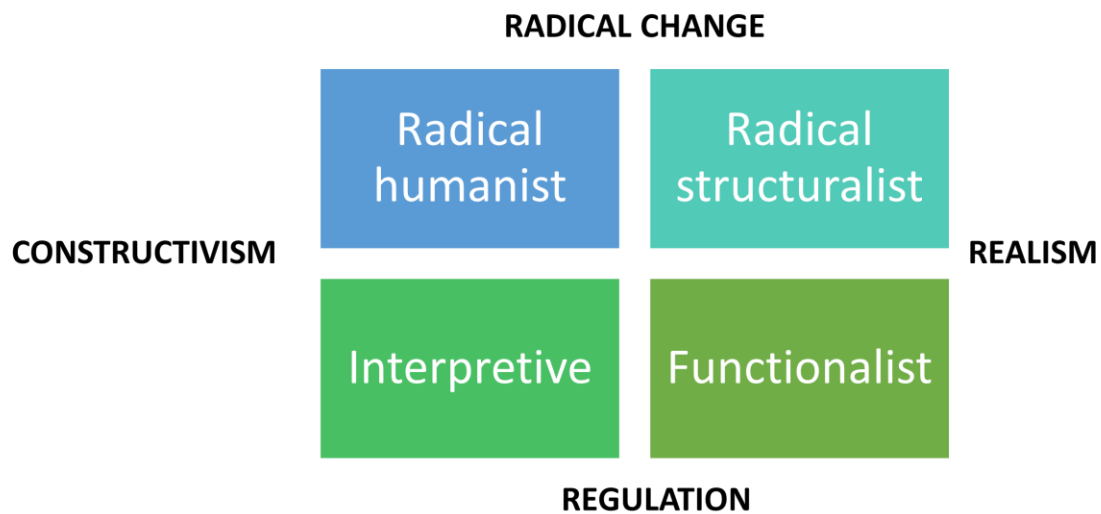 RADICAL CHANGE
Radical
humanist
Radical
structuralist
CONSTRUCTIVISM
REALISM
Interpretive
Functionalist
REGULATION